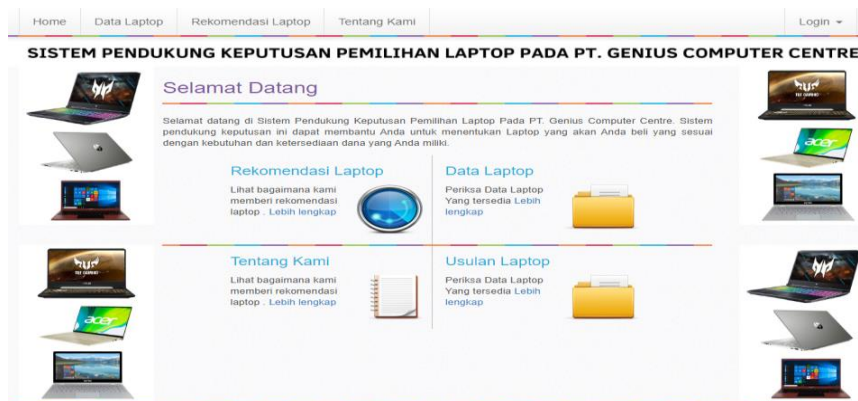 Home Data Laptop Rekomendasi Laptop Tentang Kami Login
SISTEM PENDUKUNG KEPUTUSAN PEMILIHAN LAPTOP PADA PT. GENIUS COMPUTER CENTRE
Selamat Datang
Selamat datang di Sistem Pendukung Keputusan Pemilihan Laptop Pada PT. Genius Computer Centre. Sistem
pendukung keputusan ini dapat membantu Anda untuk menentukan Laptop yang akan Anda beli yang sesuai
dengan kebutuhan dan ketersediaan dana yang Anda miliki.
Rekomendasi Laptop
Lihat bagaimana kami
memberi rekomendasi
laptop . Lebih lengkap
Data Laptop
Periksa Data Laptop
Yang tersedia Lebih
lengkap
Tentang Kami
Lihat bagaimana kami
memberi rekomendasi
laptop . Lebih lengkap
Usulan Laptop
Periksa Data Laptop
Yang tersedia Lebih
lengkap
acer
acer